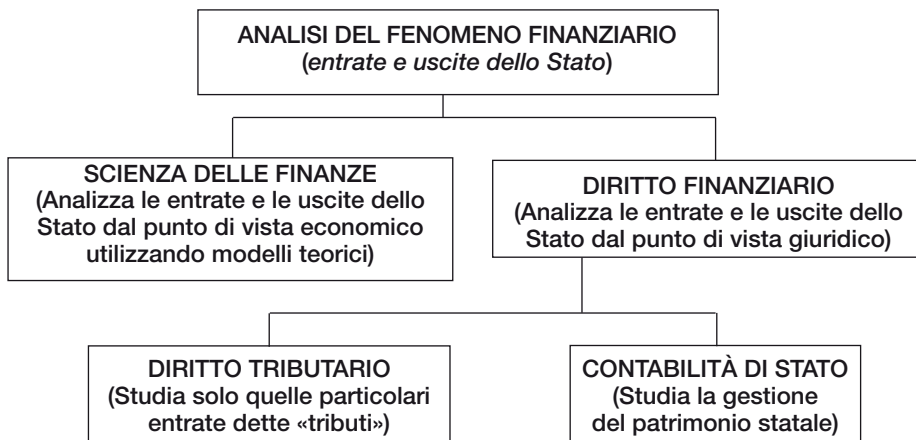 ANALISI DEL FENOMENO FINANZIARIO
(entrate e uscite dello Stato)
SCIENZA DELLE FINANZE
(Analizza le entrate e le uscite dello
Stato dal punto di vista economico
utilizzando modelli teorici)
DIRITTO FINANZIARIO
(Analizza le entrate e le uscite dello
Stato dal punto di vista giuridico)
DIRITTO TRIBUTARIO
(Studia solo quelle particolari
entrate dette «tributi»)
CONTABILITÀ DI STATO
(Studia la gestione
del patrimonio statale)